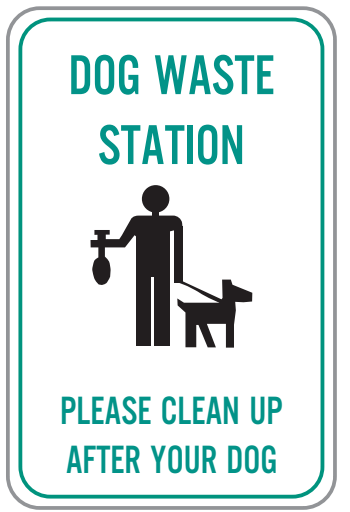 DOG WASTE
STATION
PLEASE CLEAN UP
AFTER YOUR DOG